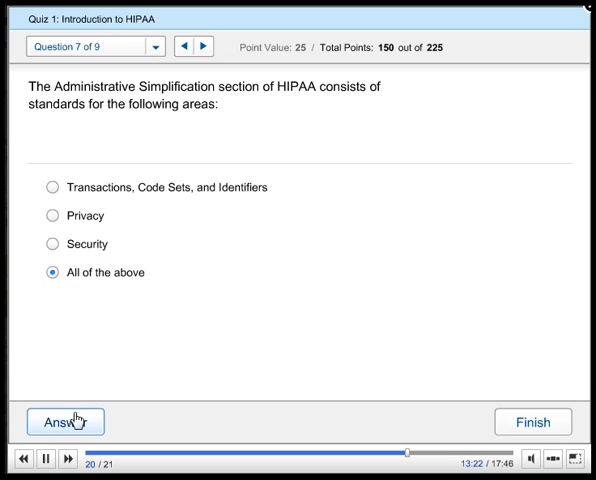 Quiz 1: Introduction to HIPAA
Question 7 of 9
Point Value: 25 / Total Points: 150 out of 225
The Administrative Simplification section of HIPAA consists of
standards for the following areas:
Transactions, Code Sets, and Identifiers
Privacy
Security
All of the above
Answer
Finish
20 / 21
13:22 / 17:46